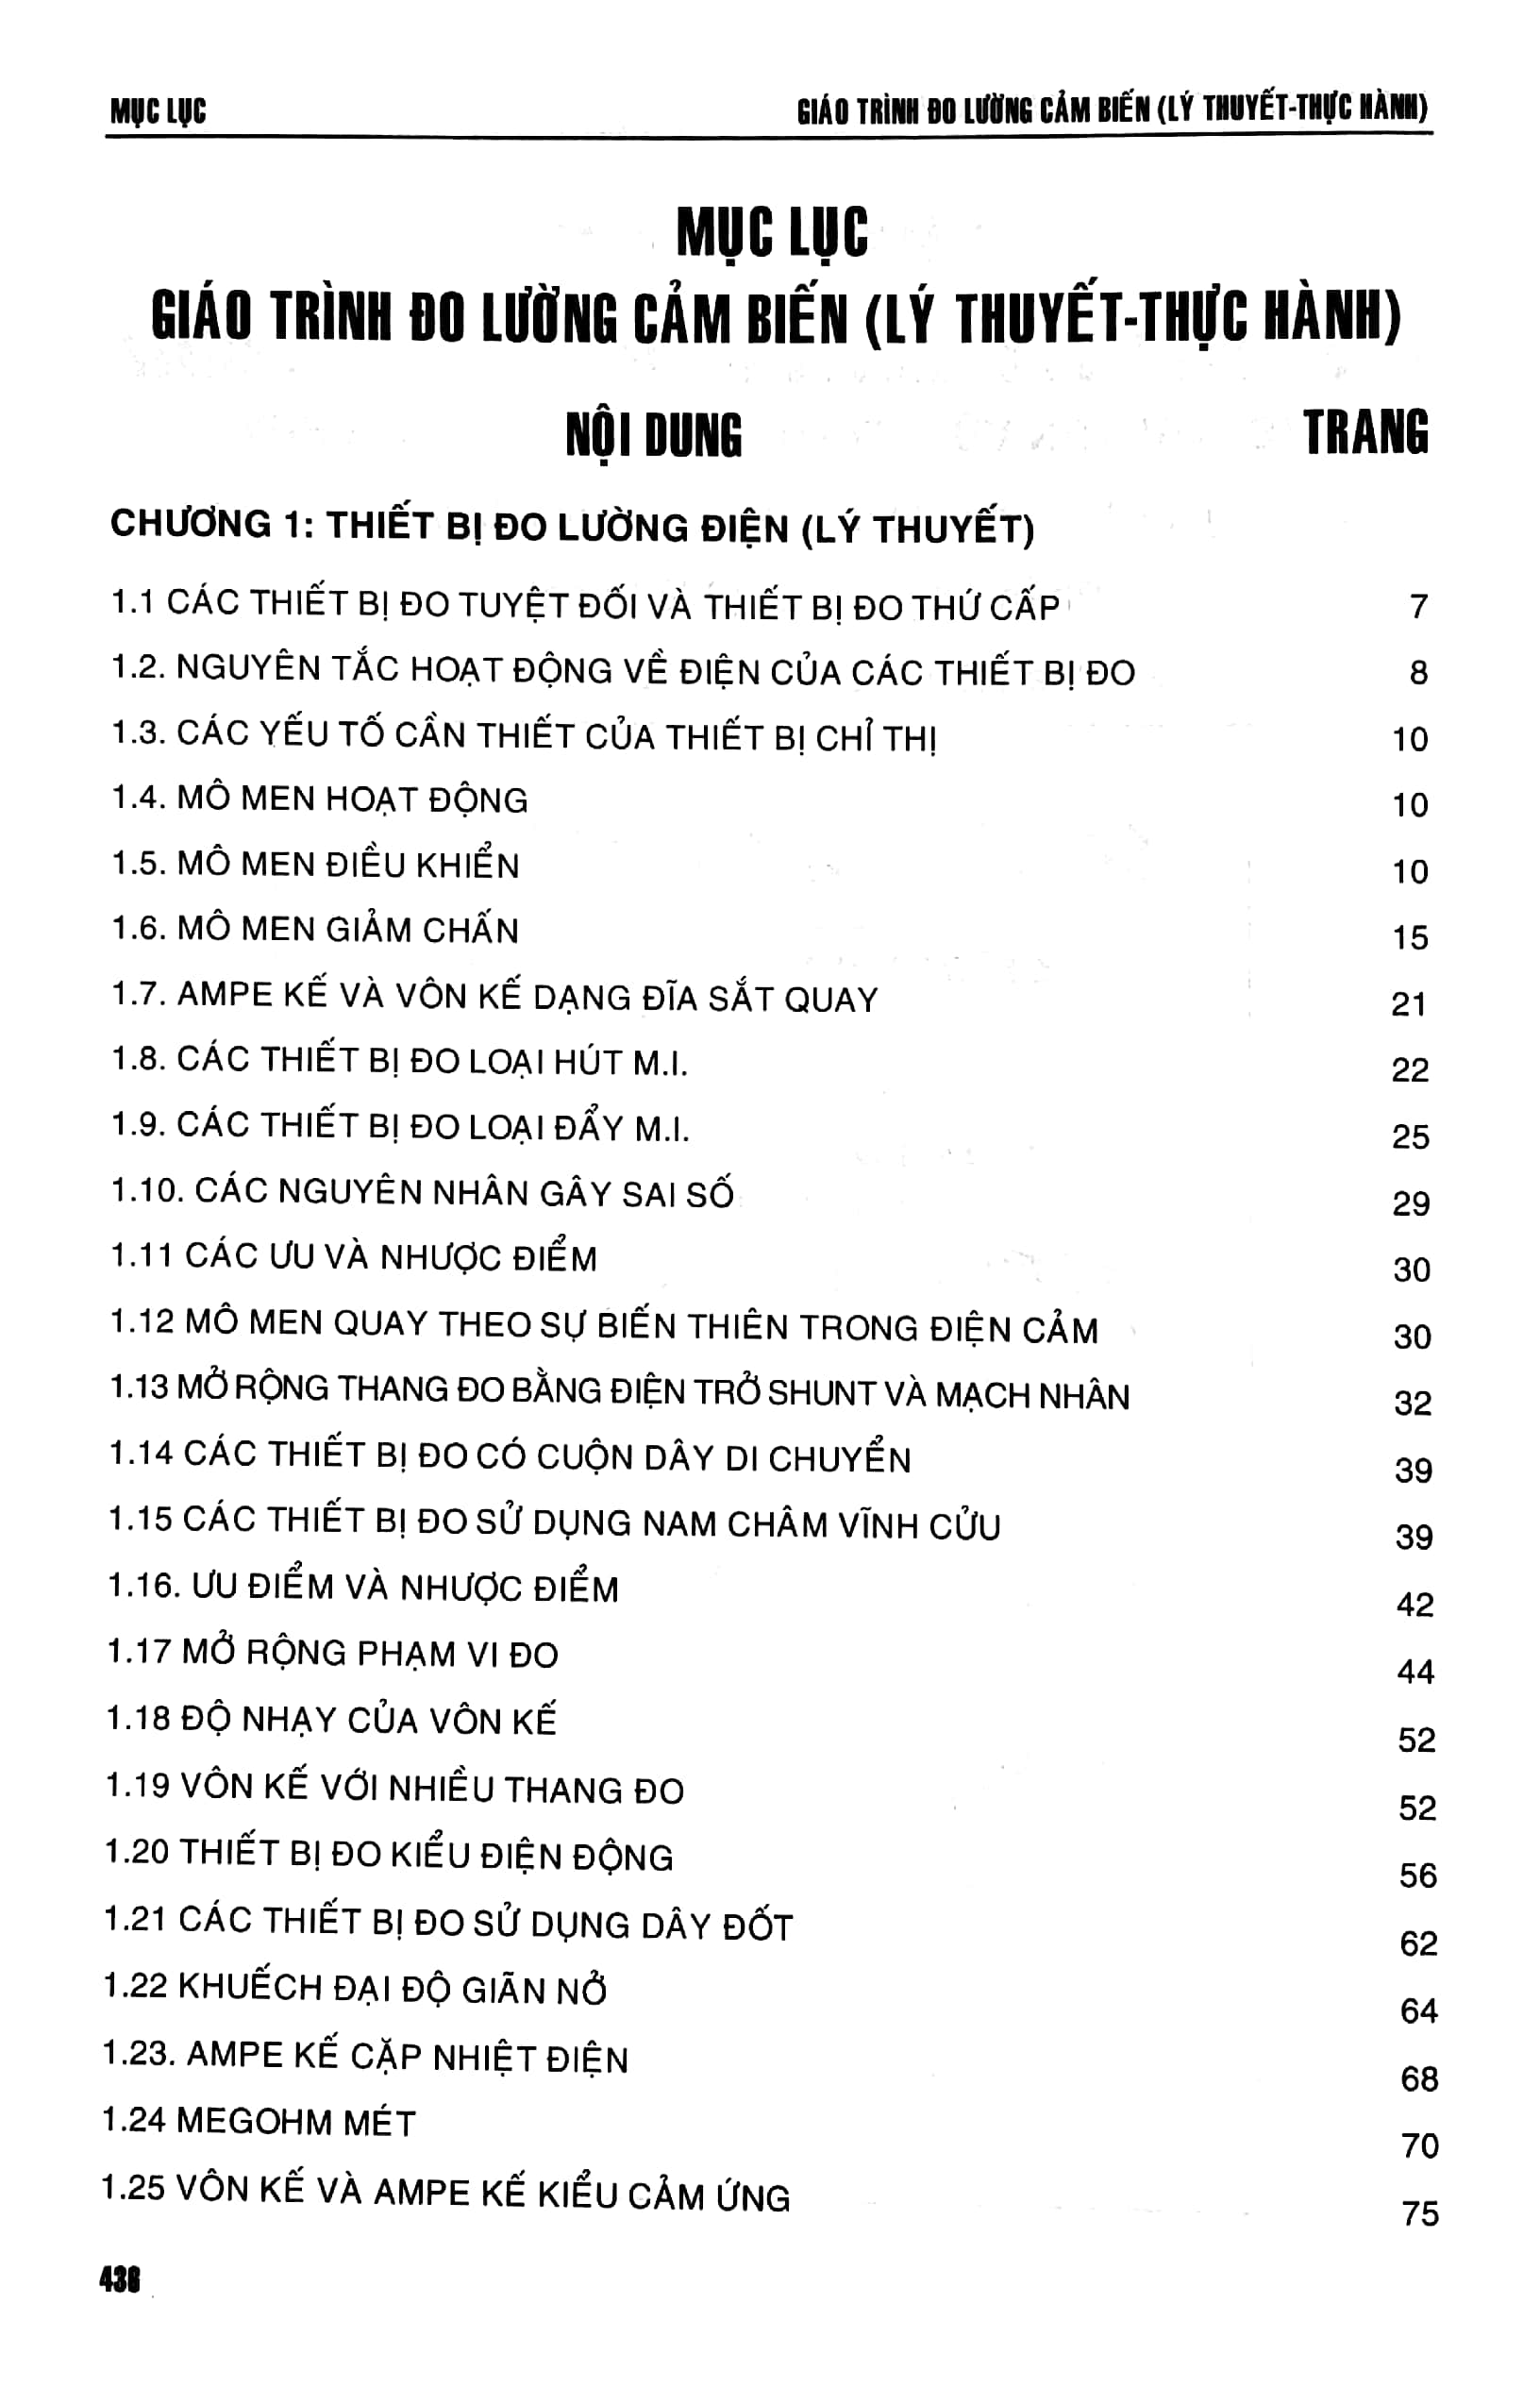 MỤC LỤC GIÁO TRÌNH ĐO LƯỜNG CẢM BIẾN (LÝ THUYẾT-THỰC HÀNH)
MỤC LỤC
GIÁO TRÌNH ĐO LƯỜNG CẢM BIẾN (LÝ THUYẾT-THỰC HÀNH)
NỘI DUNG TRANG
CHƯƠNG 1: THIẾT BỊ ĐO LƯỜNG ĐIỆN (LÝ THUYẾT)
1.1 CÁC THIẾT BỊ ĐO TUYỆT ĐỐI VÀ THIẾT BỊ ĐO THỨ CẤP 7
1.2. NGUYÊN TẮC HOẠT ĐỘNG VỀ ĐIỆN CỦA CÁC THIẾT BỊ ĐO 8
1.3. CÁC YẾU TỐ CẦN THIẾT CỦA THIẾT BỊ CHỈ THỊ 10
1.4. MÔ MEN HOẠT ĐỘNG 10
1.5. MÔ MEN ĐIỀU KHIỂN 10
1.6. MÔ MEN GIẢM CHẤN 15
1.7. AMPE KẾ VÀ VÔN KẾ DẠNG ĐĨA SẮT QUAY 21
1.8. CÁC THIẾT BỊ ĐO LOẠI HÚT M.I. 22
1.9. CÁC THIẾT BỊ ĐO LOẠI ĐẨY M.I. 25
1.10. CÁC NGUYÊN NHÂN GÂY SAI SỐ 29
1.11 CÁC ƯU VÀ NHƯỢC ĐIỂM 30
1.12 MÔ MEN QUAY THEO SỰ BIẾN THIÊN TRONG ĐIỆN CẢM 30
1.13 MỞ RỘNG THANG ĐO BẰNG ĐIỆN TRỞ SHUNT VÀ MẠCH NHÂN 32
1.14 CÁC THIẾT BỊ ĐO CÓ CUỘN DÂY DI CHUYỂN 39
1.15 CÁC THIẾT BỊ ĐO SỬ DỤNG NAM CHÂM VĨNH CỬU 39
1.16. ƯU ĐIỂM VÀ NHƯỢC ĐIỂM 42
1.17 MỞ RỘNG PHẠM VI ĐO 44
1.18 ĐỘ NHẠY CỦA VÔN KẾ 52
1.19 VÔN KẾ VỚI NHIỀU THANG ĐO 52
1.20 THIẾT BỊ ĐO KIỂU ĐIỆN ĐỘNG 56
1.21 CÁC THIẾT BỊ ĐO SỬ DỤNG DÂY ĐỐT 62
1.22 KHUẾCH ĐẠI ĐỘ GIÃN NỞ 64
1.23. AMPE KẾ CẶP NHIỆT ĐIỆN 68
1.24 MEGOHM MÉT 70
1.25 VÔN KẾ VÀ AMPE KẾ KIỂU CẢM ỨNG 75
436